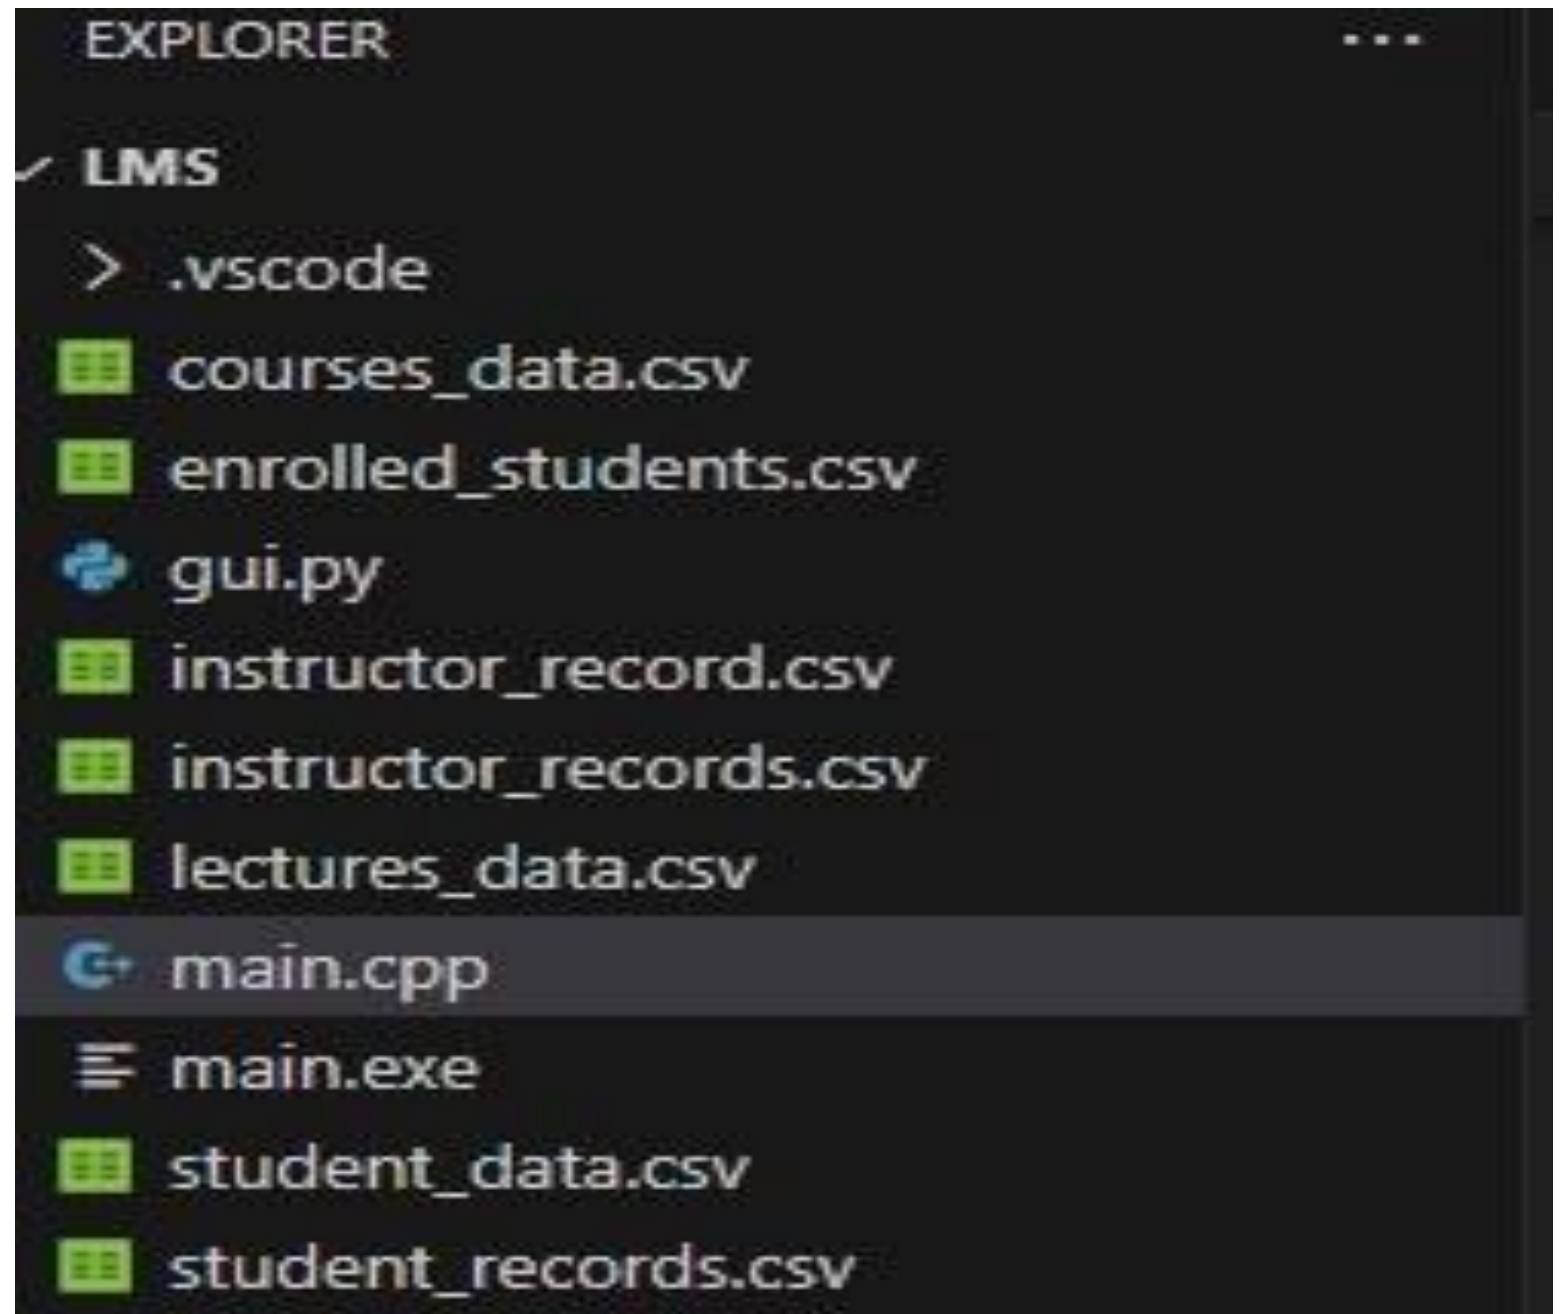 EXPLORER ...
LMS
.vscode
courses_data.csv
enrolled_students.csv
gui.py
instructor_record.csv
instructor_records.csv
lectures_data.csv
main.cpp
main.exe
student_data.csv
student_records.csv